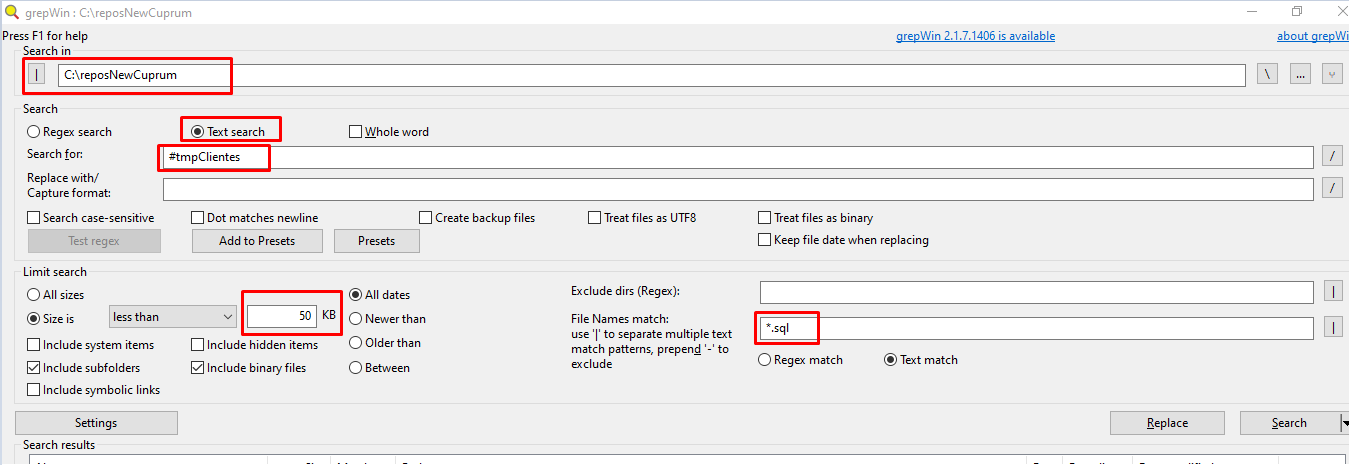 grepWin : C:\reposNewCuprum
Press F1 for help grepWin 2.1.7.1406 is available about grepWi
Search in
| C:\reposNewCuprum \ ...
Search
Regex search Text search Whole word
Search for: #tmpClientes /
Replace with/
Capture format: /
Search case-sensitive Dot matches newline Create backup files Treat files as UTF8 Treat files as binary
Test regex Add to Presets Presets Keep file date when replacing
Limit search
All sizes All dates Exclude dirs (Regex): |
Size is less than 50 KB Newer than File Names match: *.sql |
use '|' to separate multiple text
match patterns, prepend '-' to
exclude
Include system items Include hidden items Older than
Include subfolders Include binary files Between Regex match Text match
Include symbolic links
Settings Replace Search
Search results